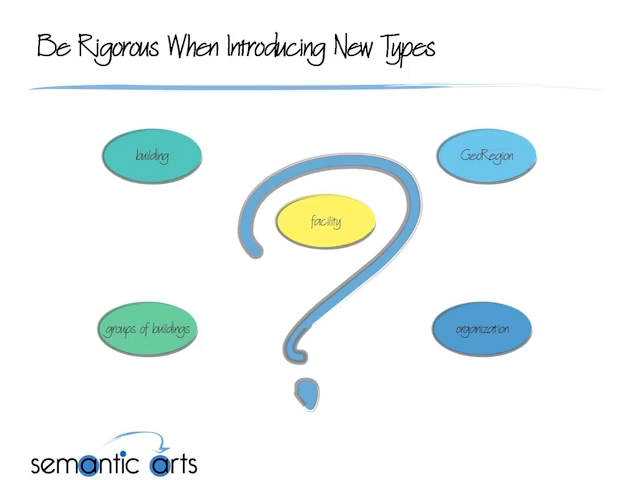 Be Rigorous When Introducing New Types
building
GeoRegion
facility
groups of buildings
organization
semantic arts